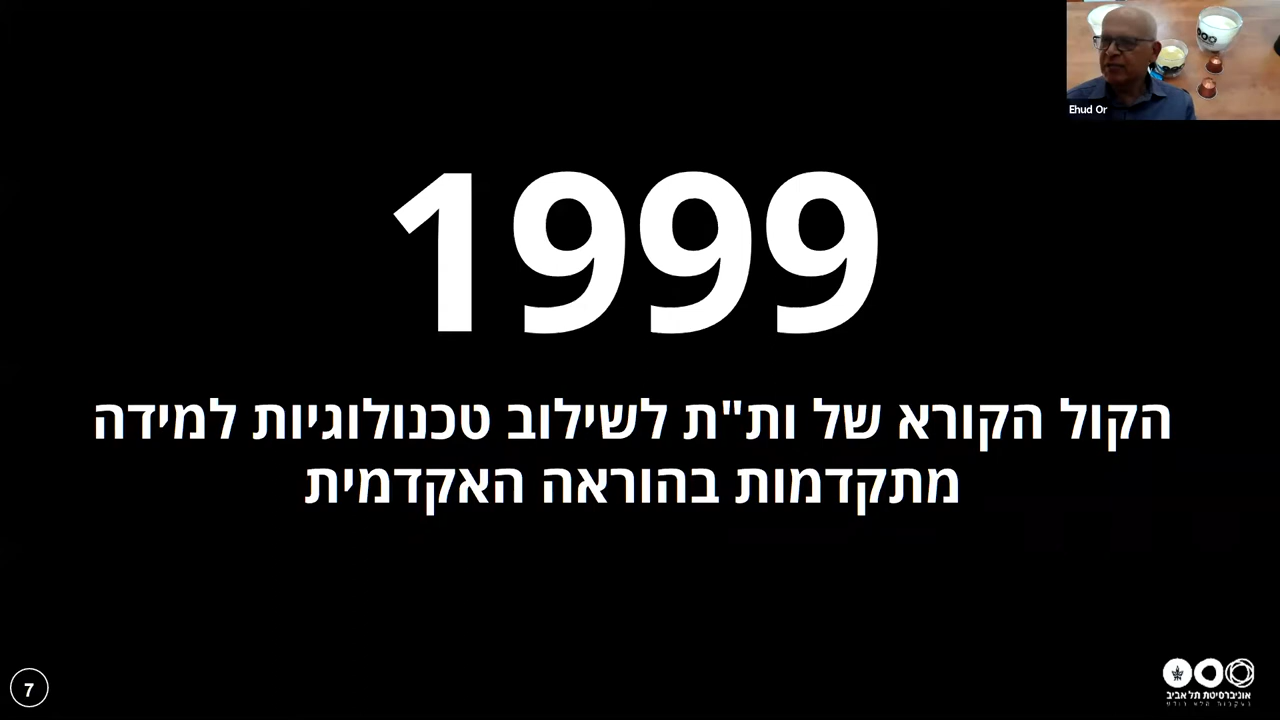 Ehud Or
1999
הקול הקורא של ות"ת לשילוב טכנולוגיות למידה
מתקדמות בהוראה האקדמית
7
אוניברסיטת תל אביב